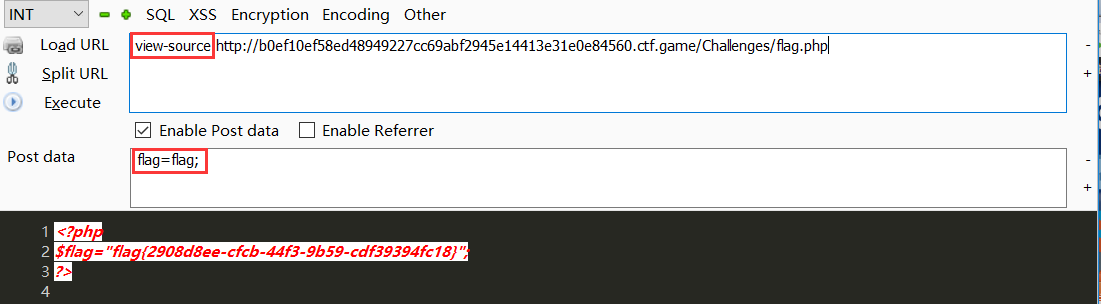 INT SQL XSS Encryption Encoding Other
Load URL view-source:http://b0ef10ef58ed48949227cc69abf2945e14413e31e0e84560.ctf.game/Challenges/flag.php -
Split URL +
Execute
Enable Post data Enable Referrer
Post data flag=flag; -
+
1 <?php
2 $flag="flag{2908d8ee-cfcb-44f3-9b59-cdf39394fc18}";
3 ?>
4